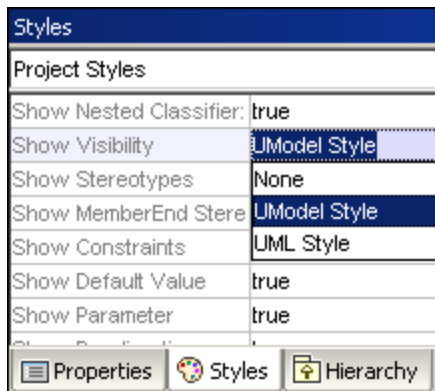 Styles
Project Styles
Show Nested Classifier: true
Show Visibility UModel Style
Show Stereotypes None
Show MemberEnd Stere UModel Style
Show Constraints UML Style
Show Default Value true
Show Parameter true
Show
Properties Styles Hierarchy